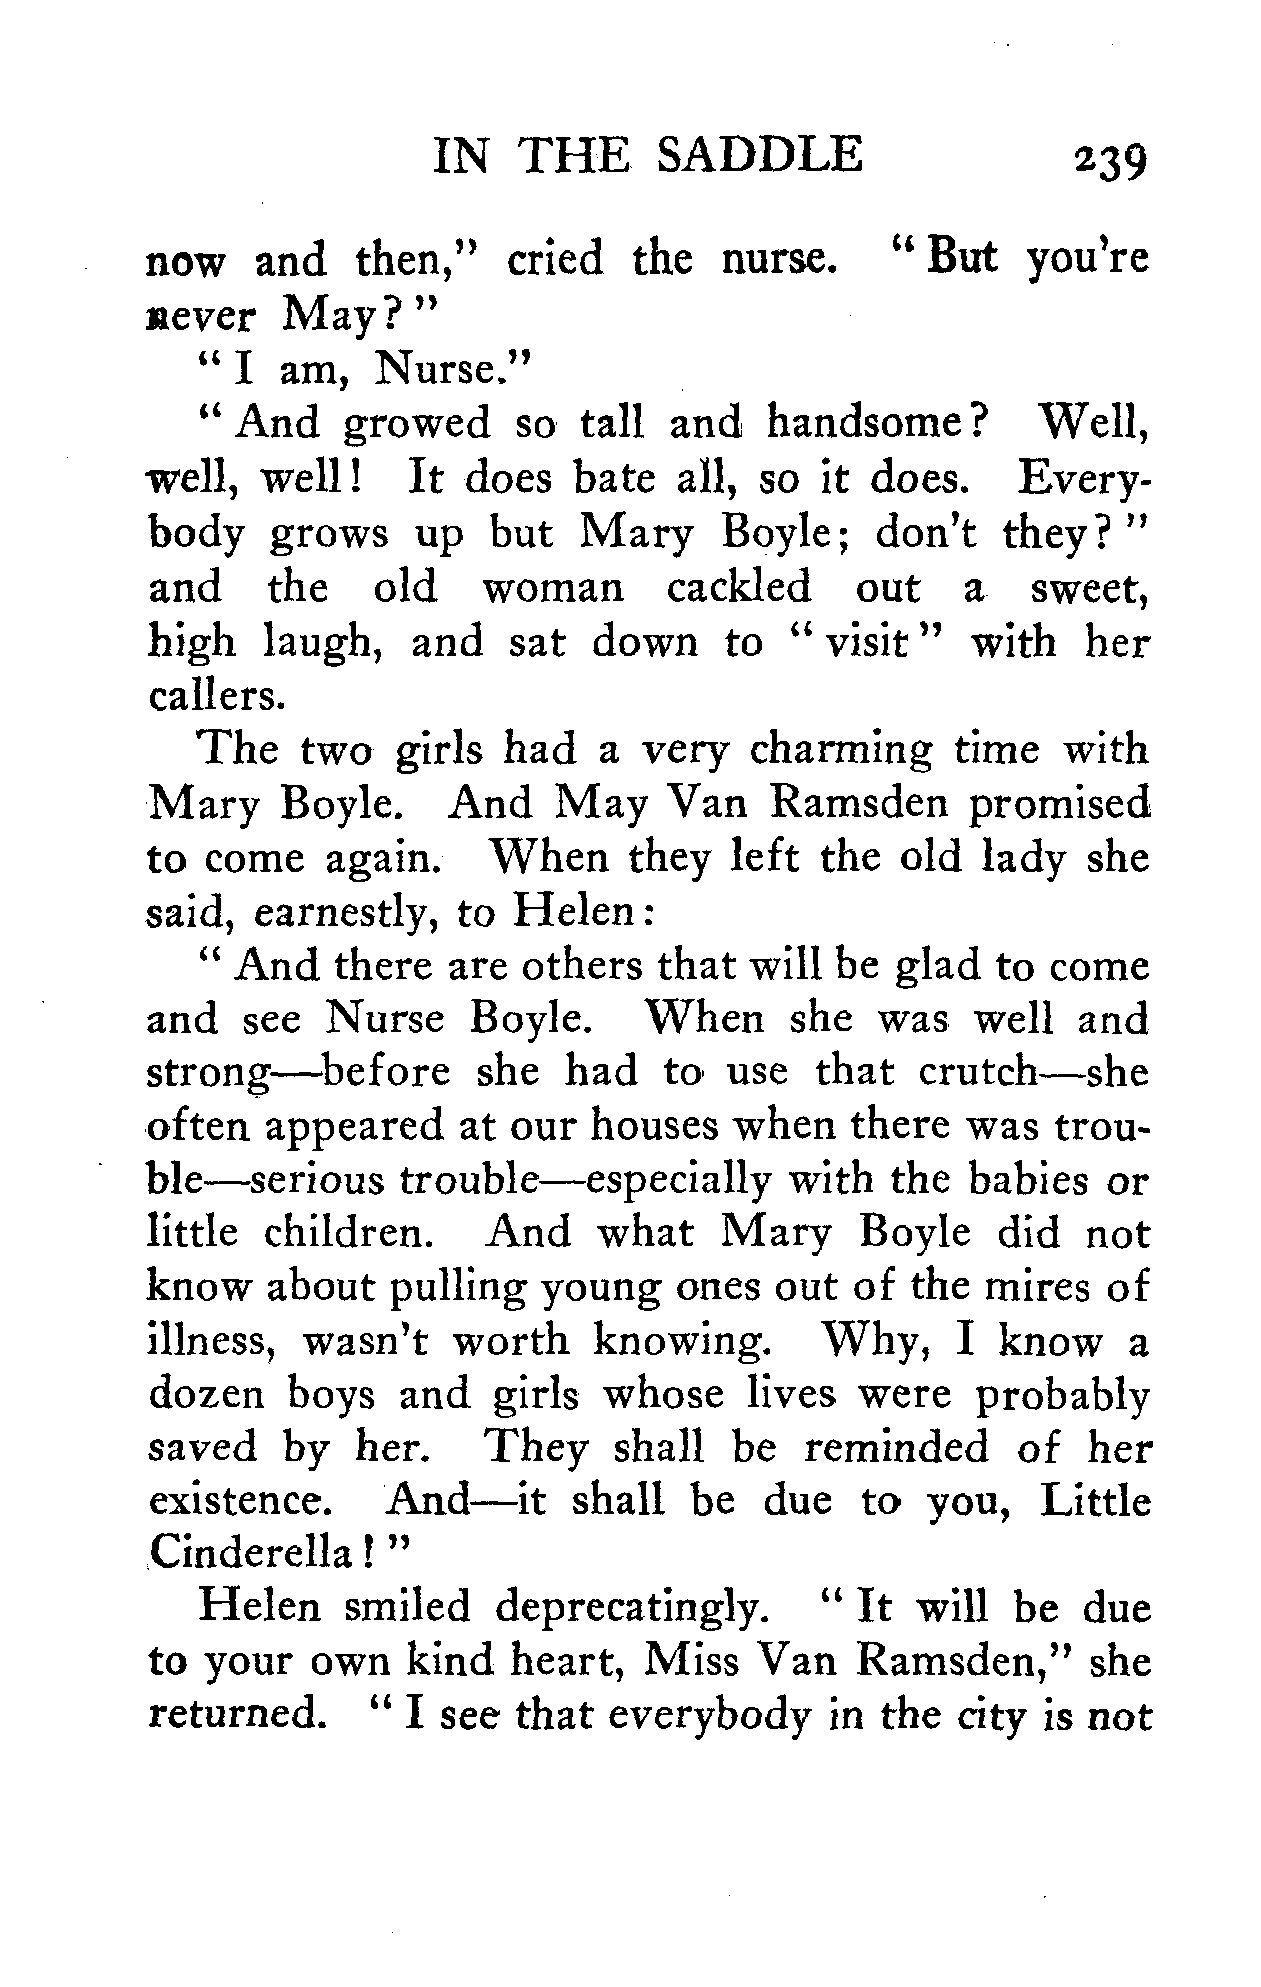 IN THE SADDLE 239
now and then," cried the nurse. "But you're
never May?"
"I am, Nurse."
"And growed so tall and handsome? Well,
well, well! It does bate all, so it does. Every-
body grows up but Mary Boyle; don't they?"
and the old woman cackled out a sweet,
high laugh, and sat down to "visit" with her
callers.
The two girls had a very charming time with
Mary Boyle. And May Van Ramsden promised
to come again. When they left the old lady she
said, earnestly, to Helen:
"And there are others that will be glad to come
and see Nurse Boyle. When she was well and
strong—before she had to use that crutch—she
often appeared at our houses when there was trou-
ble—serious trouble—especially with the babies or
little children. And what Mary Boyle did not
know about pulling young ones out of the mires of
illness, wasn't worth knowing. Why, I know a
dozen boys and girls whose lives were probably
saved by her. They shall be reminded of her
existence. And—it shall be due to you, Little
Cinderella!"
Helen smiled deprecatingly. "It will be due
to your own kind heart, Miss Van Ramsden," she
returned. "I see that everybody in the city is not